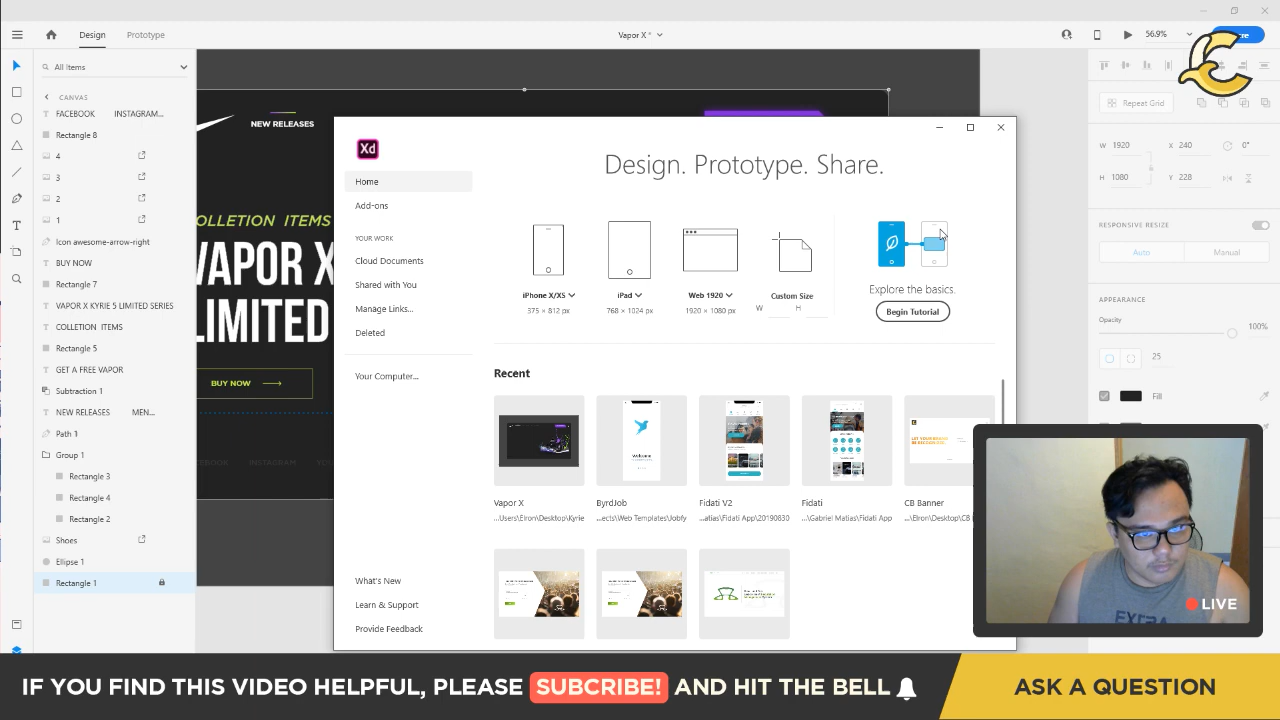 Design
Prototype
Vapor X *
56.9%
All Items
CANVAS
FACEBOOK INSTAGRAM...
Rectangle 8
4
3
2
1
Icon awesome-arrow-right
BUY NOW
Rectangle 7
VAPOR X KYRIE 5 LIMITED SERIES
COLLETION ITEMS
Rectangle 5
GET A FREE VAPOR
Subtraction 1
NEW RELEASES MEN...
Path 1
Group 1
Rectangle 3
Rectangle 4
Rectangle 2
Shoes
Ellipse 1
Rectangle 1
NEW RELEASES
OLLETION ITEMS
VAPOR X
LIMITED
BUY NOW
INSTAGRAM
Xd
Home
Add-ons
YOUR WORK
Cloud Documents
Shared with You
Manage Links...
Deleted
Your Computer...
What's New
Learn & Support
Provide Feedback
Design. Prototype. Share.
iPhone X/XS
375 × 812 px
iPad
768 × 1024 px
Web 1920
1920 × 1080 px
Custom Size
W H
Explore the basics.
Begin Tutorial
Recent
Welcome
Vapor X
...\Users\Elron\Desktop\Kyrie
ByrdJob
...ects\Web Templates\Jobfy
Fidati V2
...atias\Fidati App\20190830
Fidati
...\Gabriel Matias\Fidati App
CB Banner
...\Elron\Desktop\CB
Repeat Grid
W 1920 X 240 0°
H 1080 Y 228
RESPONSIVE RESIZE
Auto Manual
APPEARANCE
Opacity
100%
25
Fill
LIVE
IF YOU FIND THIS VIDEO HELPFUL, PLEASE SUBCRIBE! AND HIT THE BELL
ASK A QUESTION